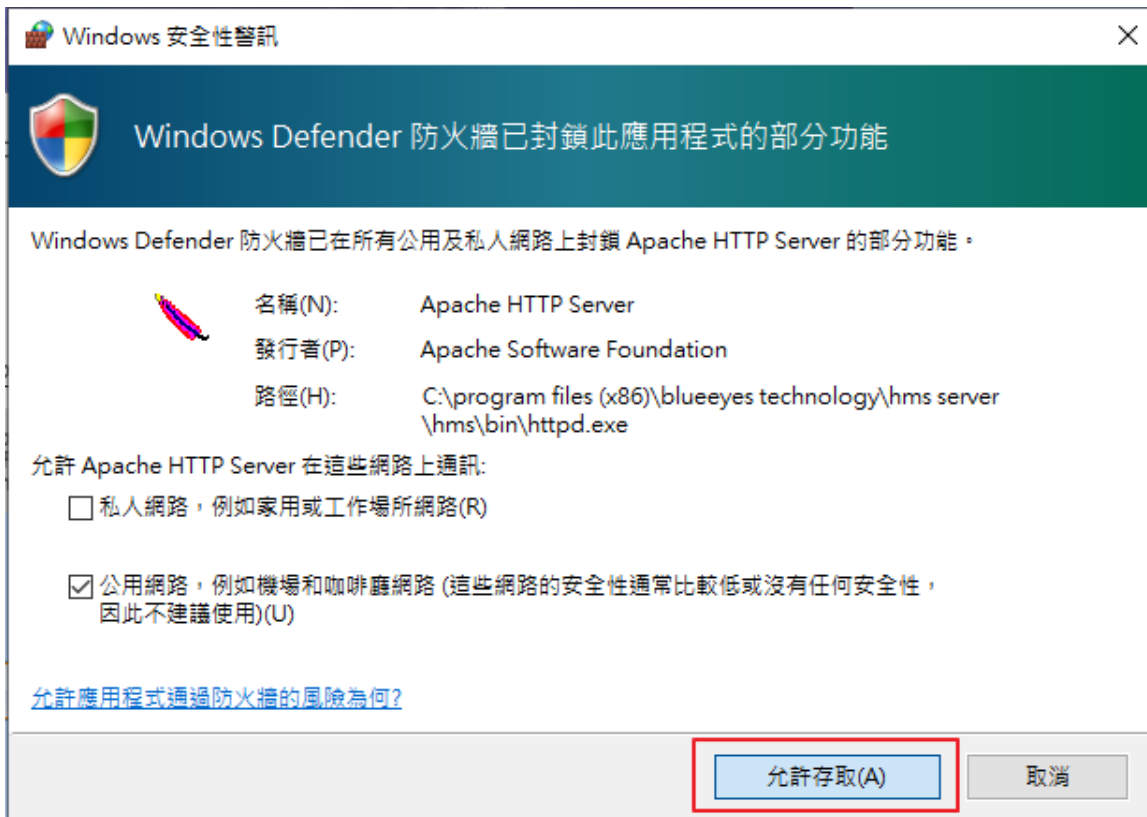 Windows 安全性警訊
Windows Defender 防火牆已封鎖此應用程式的部分功能
Windows Defender 防火牆已在所有公用及私人網路上封鎖 Apache HTTP Server 的部分功能。
名稱(N): Apache HTTP Server
發行者(P): Apache Software Foundation
路徑(H): C:\program files (x86)\blueeyes technology\hms server
\hms\bin\httpd.exe
允許 Apache HTTP Server 在這些網路上通訊:
私人網路，例如家用或工作場所網路(R)
公用網路，例如機場和咖啡廳網路 (這些網路的安全性通常比較低或沒有任何安全性，
因此不建議使用)(U)
允許應用程式通過防火牆的風險為何?
允許存取(A) 取消